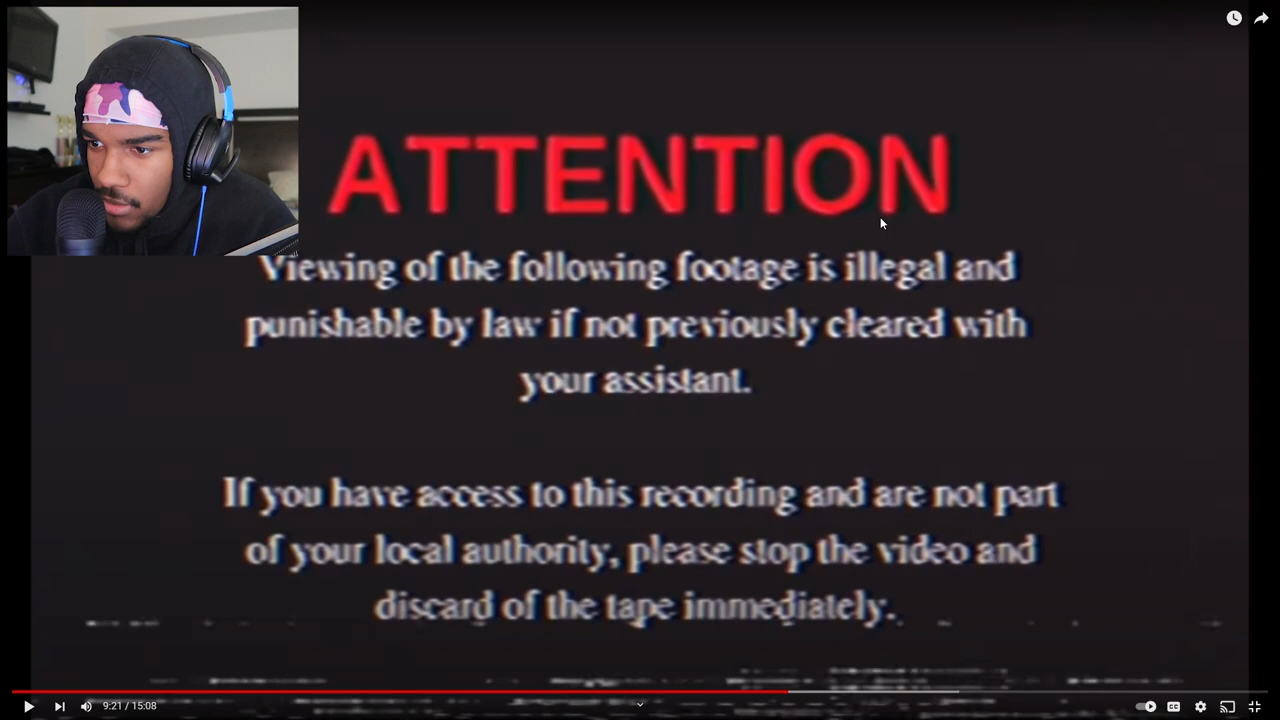 ATTENTION
Viewing of the following footage is illegal and
punishable by law if not previously cleared with
your assistant.
If you have access to this recording and are not part
of your local authority, please stop the video and
discard of the tape immediately.
9:21 / 15:08
CC